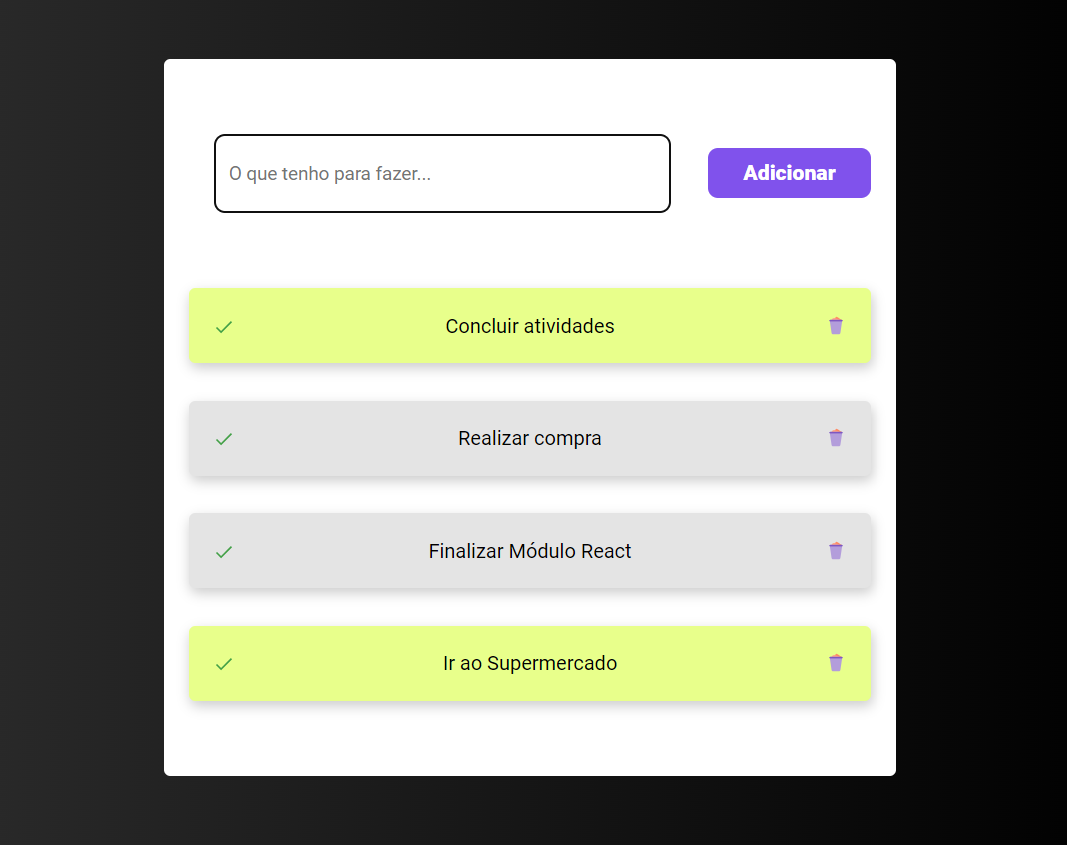 O que tenho para fazer...
Adicionar
Concluir atividades
Realizar compra
Finalizar Módulo React
Ir ao Supermercado